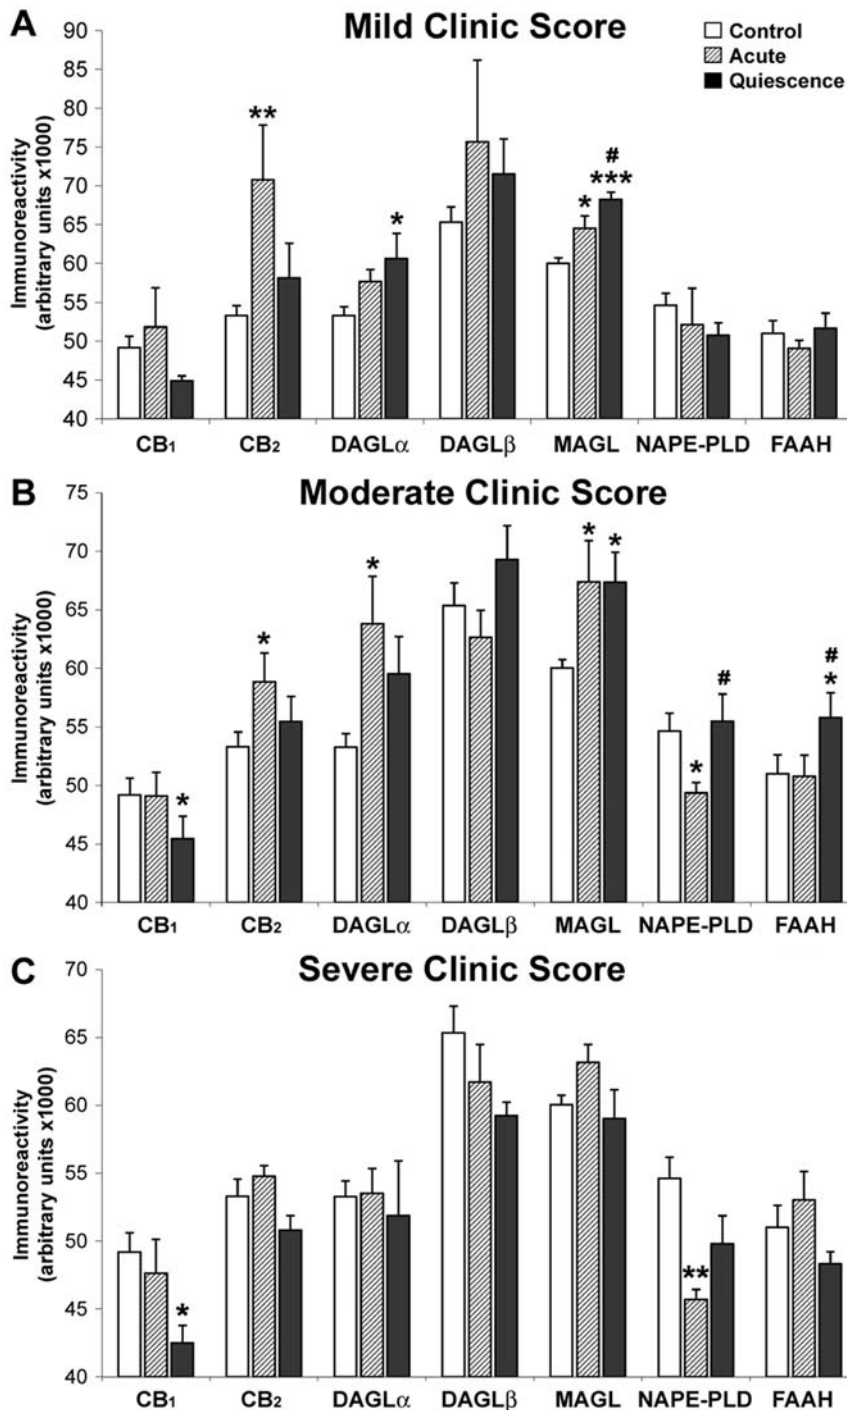 A
Mild Clinic Score
Control
Acute
Quiescence
Immunoreactivity
(arbitrary units x1000)
90
85
80
75
70
65
60
55
50
45
40
**
*
*
#
***
CB₁ CB₂ DAGLα DAGLβ MAGL NAPE-PLD FAAH
B
Moderate Clinic Score
Immunoreactivity
(arbitrary units x1000)
75
70
65
60
55
50
45
40
*
*
*
*
*
*
#
#
*
CB₁ CB₂ DAGLα DAGLβ MAGL NAPE-PLD FAAH
C
Severe Clinic Score
Immunoreactivity
(arbitrary units x1000)
70
65
60
55
50
45
40
*
**
CB₁ CB₂ DAGLα DAGLβ MAGL NAPE-PLD FAAH